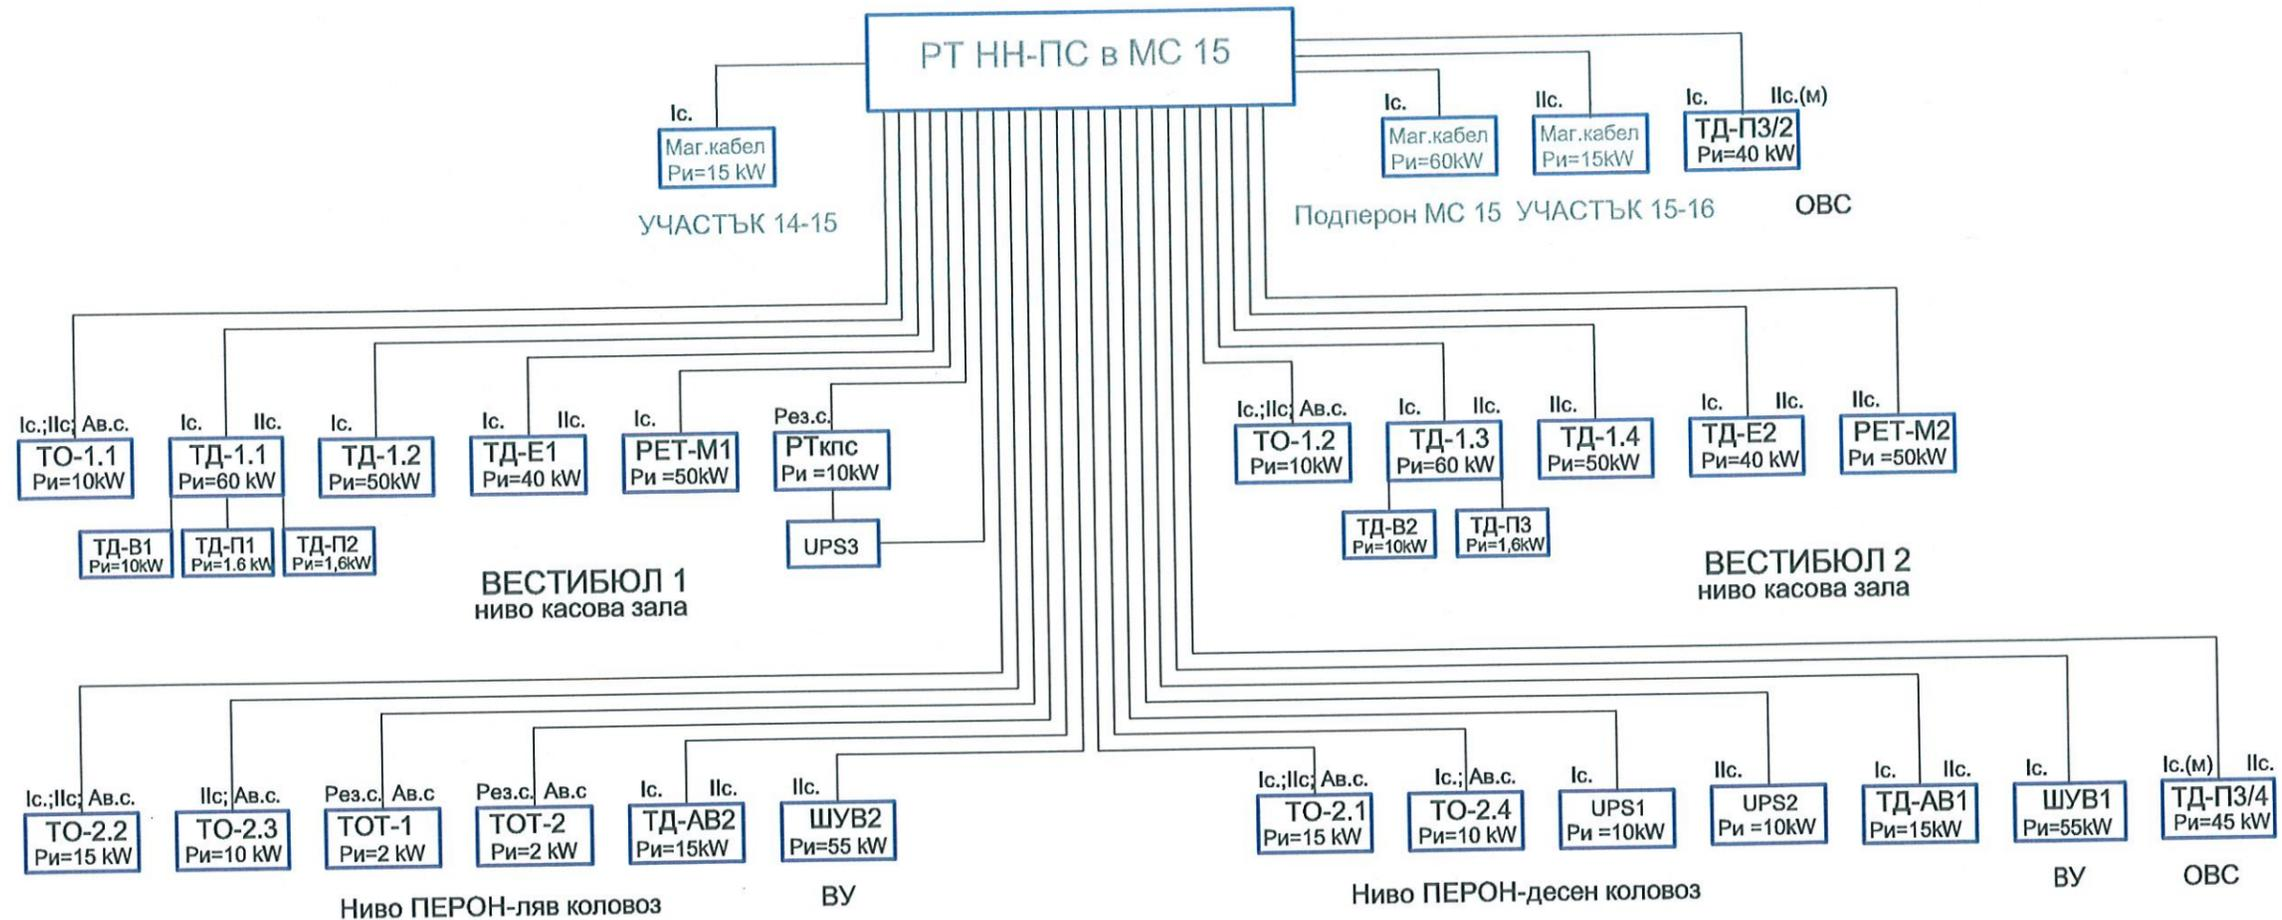 РТ НН-ПС в МС 15
Iс.
Маг.кабел
Ри=15 kW
УЧАСТЪК 14-15
Iс.
Маг.кабел
Ри=60kW
Подперон МС 15
IIс.
Маг.кабел
Ри=15kW
УЧАСТЪК 15-16
Iс. IIс.(м)
ТД-П3/2
Ри=40 kW
ОВС
Iс.;IIс; Ав.с.
ТО-1.1
Ри=10kW
Iс. IIс.
ТД-1.1
Ри=60 kW
Iс.
ТД-1.2
Ри=50kW
Iс. IIс.
ТД-Е1
Ри=40 kW
Iс.
РЕТ-М1
Ри =50kW
Рез.с.
РТкпс
Ри =10kW
ТД-В1
Ри=10kW
ТД-П1
Ри=1.6 kW
ТД-П2
Ри=1,6kW
UPS3
ВЕСТИБЮЛ 1
ниво касова зала
Iс.;IIс; Ав.с.
ТО-1.2
Ри=10kW
Iс. IIс.
ТД-1.3
Ри=60 kW
IIс.
ТД-1.4
Ри=50kW
Iс. IIс.
ТД-Е2
Ри=40 kW
IIс.
РЕТ-М2
Ри =50kW
ТД-В2
Ри=10kW
ТД-П3
Ри=1,6kW
ВЕСТИБЮЛ 2
ниво касова зала
Iс.;IIс; Ав.с.
ТО-2.2
Ри=15 kW
IIс; Ав.с.
ТО-2.3
Ри=10 kW
Рез.с. Ав.с
ТОТ-1
Ри=2 kW
Рез.с. Ав.с
ТОТ-2
Ри=2 kW
Iс. IIс.
ТД-АВ2
Ри=15kW
IIс.
ШУВ2
Ри=55 kW
Ниво ПЕРОН-ляв коловоз
ВУ
Iс.;IIс; Ав.с.
ТО-2.1
Ри=15 kW
Iс.; Ав.с.
ТО-2.4
Ри=10 kW
Iс.
UPS1
Ри =10kW
IIс.
UPS2
Ри =10kW
Iс. IIс.
ТД-АВ1
Ри=15kW
Iс.
ШУВ1
Ри=55kW
Iс.(м) IIс.
ТД-П3/4
Ри=45 kW
Ниво ПЕРОН-десен коловоз
ВУ
ОВС